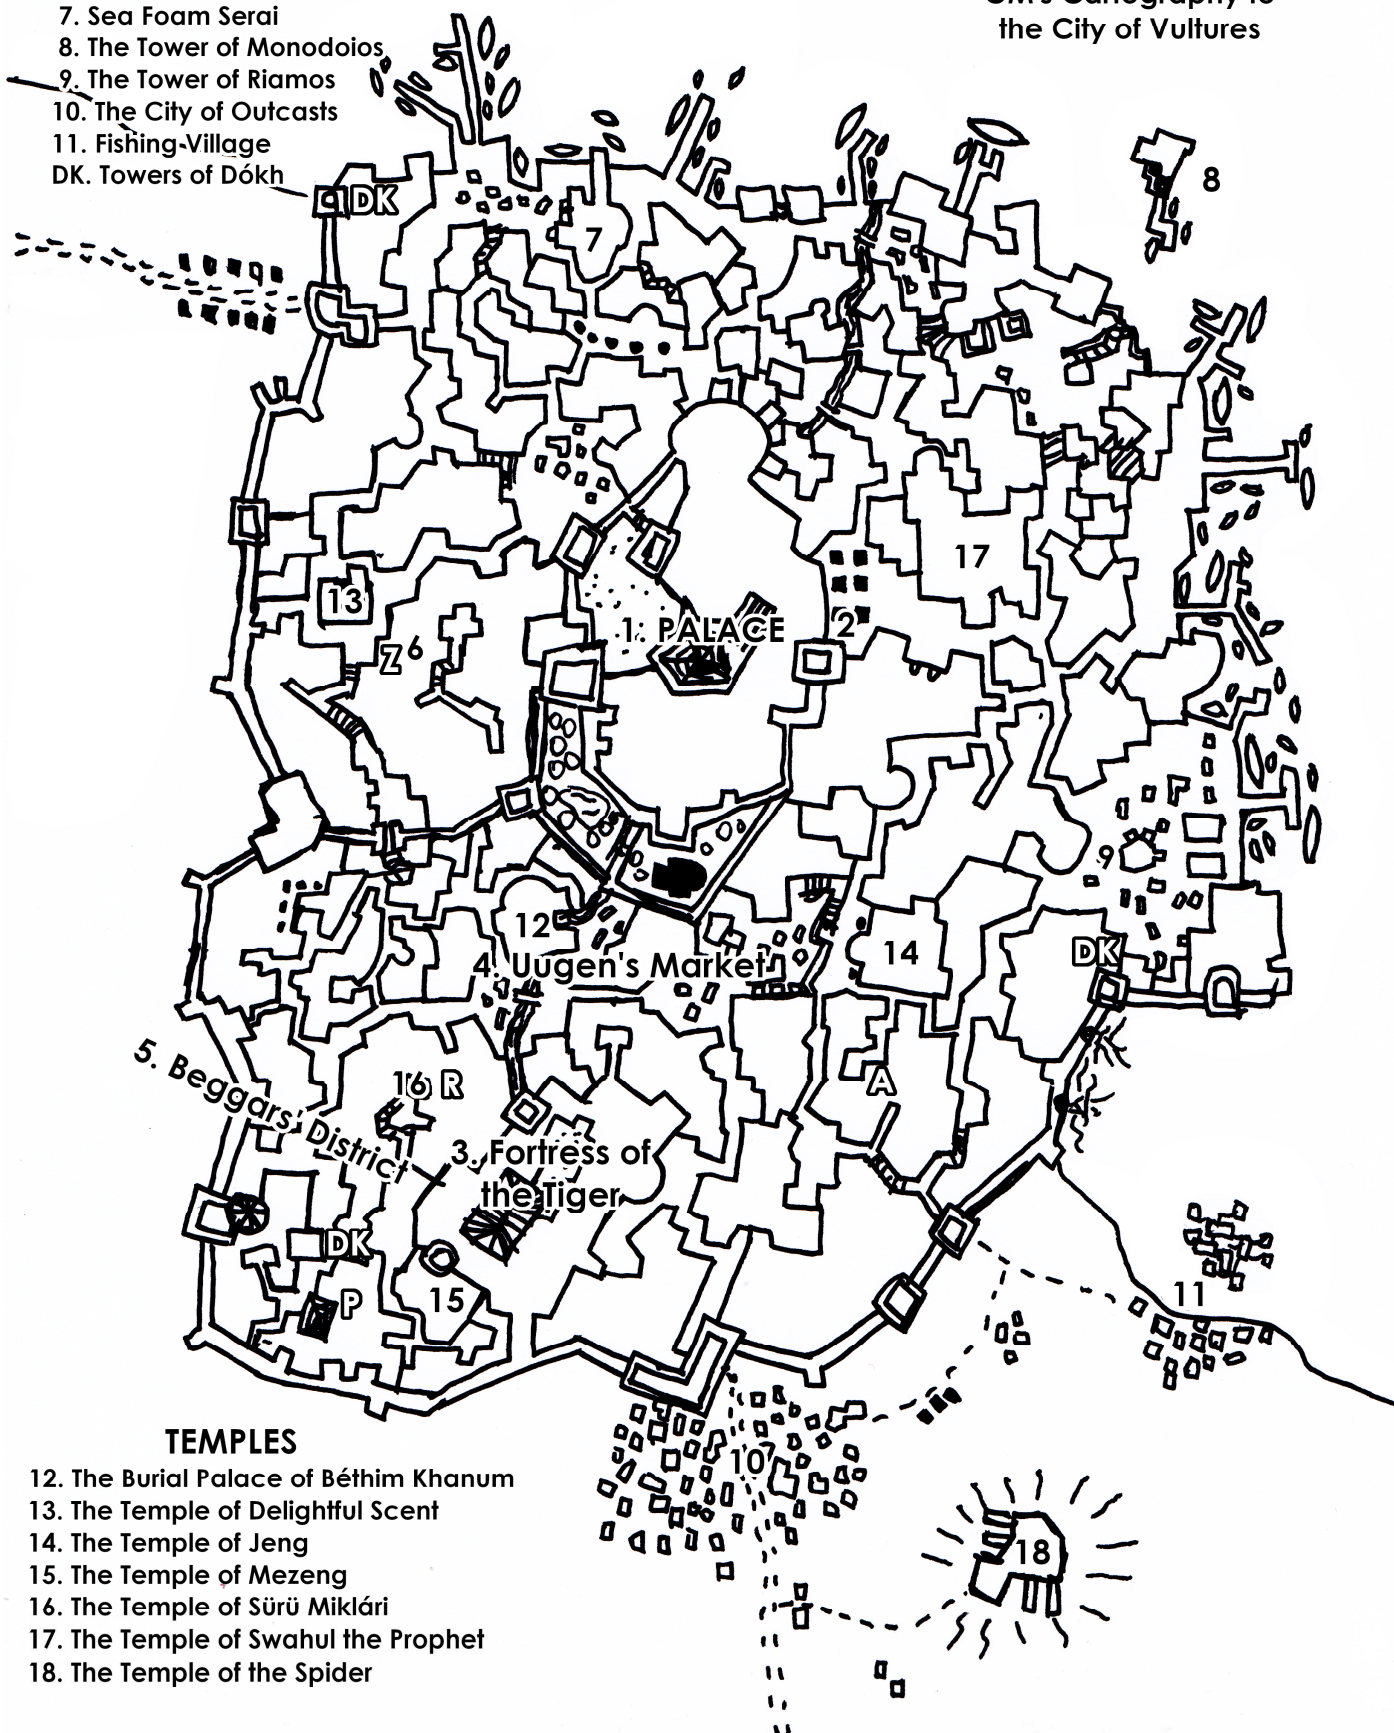 GM's Cartography to
the City of Vultures
7. Sea Foam Serai
8. The Tower of Monodoios
9. The Tower of Riamos
10. The City of Outcasts
11. Fishing Village
DK. Towers of Dókh
DK
8
7
17
13
1. PALACE
2
Z 6
9
12
14
DK
4. Uugen's Market
5. Beggars' District
16 R
A
3. Fortress of
the Tiger
DK
P
15
11
10
18
TEMPLES
12. The Burial Palace of Béthim Khanum
13. The Temple of Delightful Scent
14. The Temple of Jeng
15. The Temple of Mezeng
16. The Temple of Sürü Miklári
17. The Temple of Swahul the Prophet
18. The Temple of the Spider